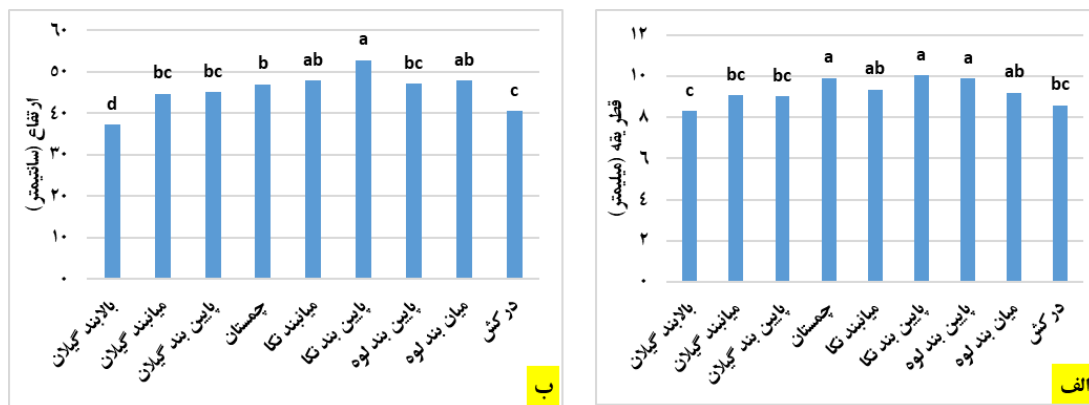 قطر یقه (میلیمتر)
۱۲
۱۰
۸
۶
۴
۲
۰
c
bc
bc
a
ab
a
a
ab
bc
بالابند گیلان
میانبند گیلان
پایین بند گیلان
چمستان
میانبند نکا
پایین بند نکا
پایین بند لوه
میان بند لوه
درکش
الف
ارتفاع (سانتیمتر)
۶۰
۵۰
۴۰
۳۰
۲۰
۱۰
۰
d
bc
bc
b
ab
a
bc
ab
c
بالابند گیلان
میانبند گیلان
پایین بند گیلان
چمستان
میانبند نکا
پایین بند نکا
پایین بند لوه
میان بند لوه
درکش
ب